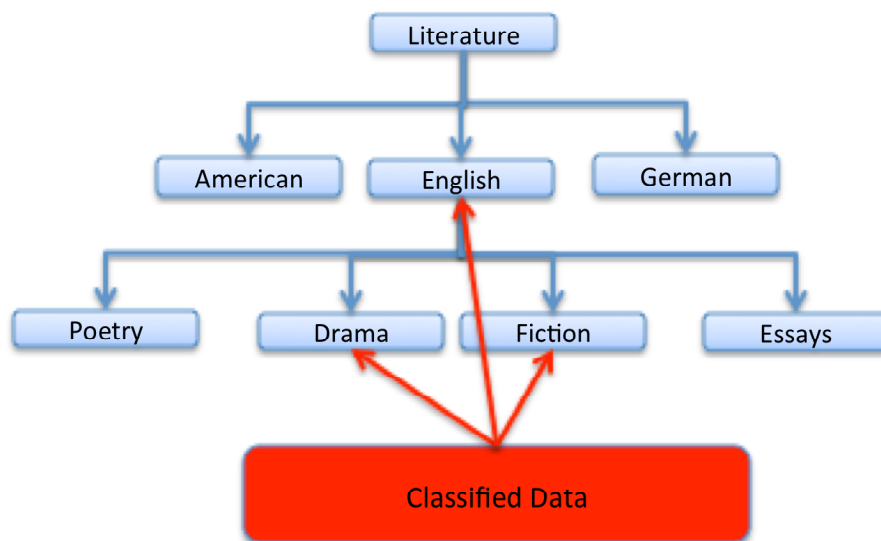 Literature
American
English
German
Poetry
Drama
Fiction
Essays
Classified Data